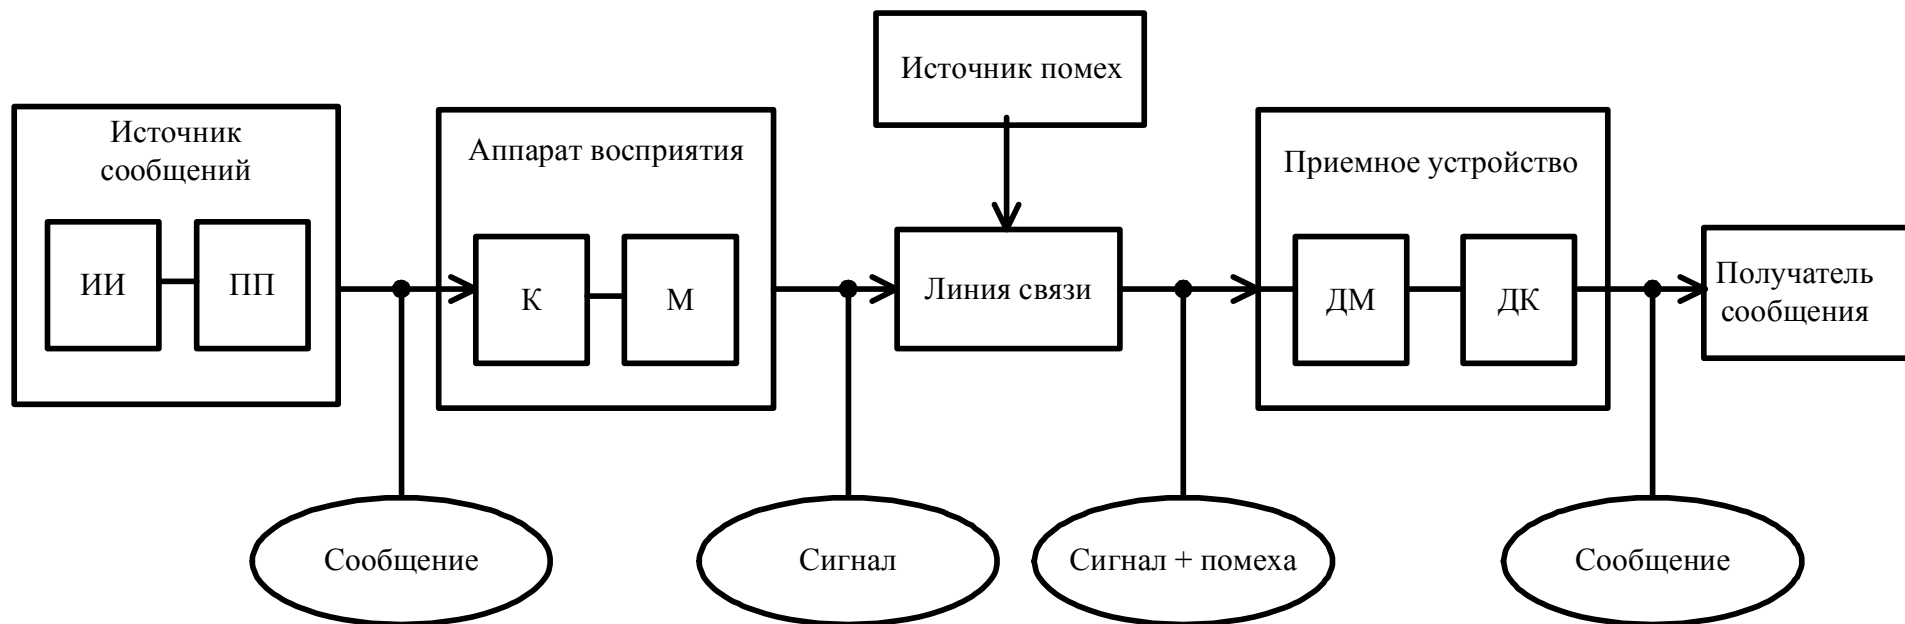 Источник помех
Источник
сообщений
Аппарат восприятия
Приемное устройство
ИИ
ПП
К
М
Линия связи
ДМ
ДК
Получатель
сообщения
Сообщение
Сигнал
Сигнал + помеха
Сообщение